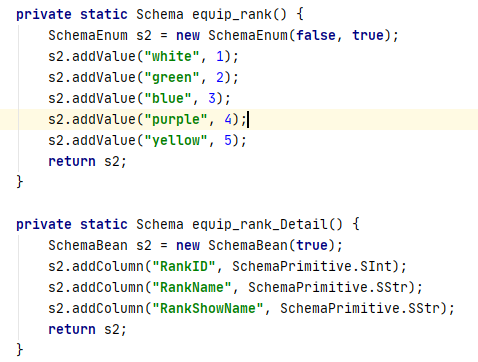 private static Schema equip_rank() {
    SchemaEnum s2 = new SchemaEnum(false, true);
    s2.addValue("white", 1);
    s2.addValue("green", 2);
    s2.addValue("blue", 3);
    s2.addValue("purple", 4);
    s2.addValue("yellow", 5);
    return s2;
}

private static Schema equip_rank_Detail() {
    SchemaBean s2 = new SchemaBean(true);
    s2.addColumn("RankID", SchemaPrimitive.SInt);
    s2.addColumn("RankName", SchemaPrimitive.SStr);
    s2.addColumn("RankShowName", SchemaPrimitive.SStr);
    return s2;
}